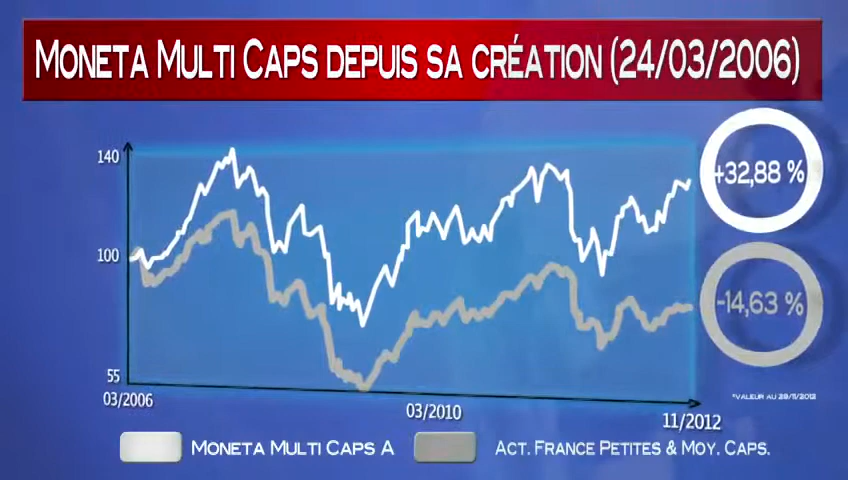 MONETA MULTI CAPS DEPUIS SA CRÉATION (24/03/2006)
140
+32,88 %
100
-14,63 %
55
*VALEUR AU 29/11/2012
03/2006
03/2010
11/2012
MONETA MULTI CAPS A
ACT. FRANCE PETITES & MOY. CAPS.